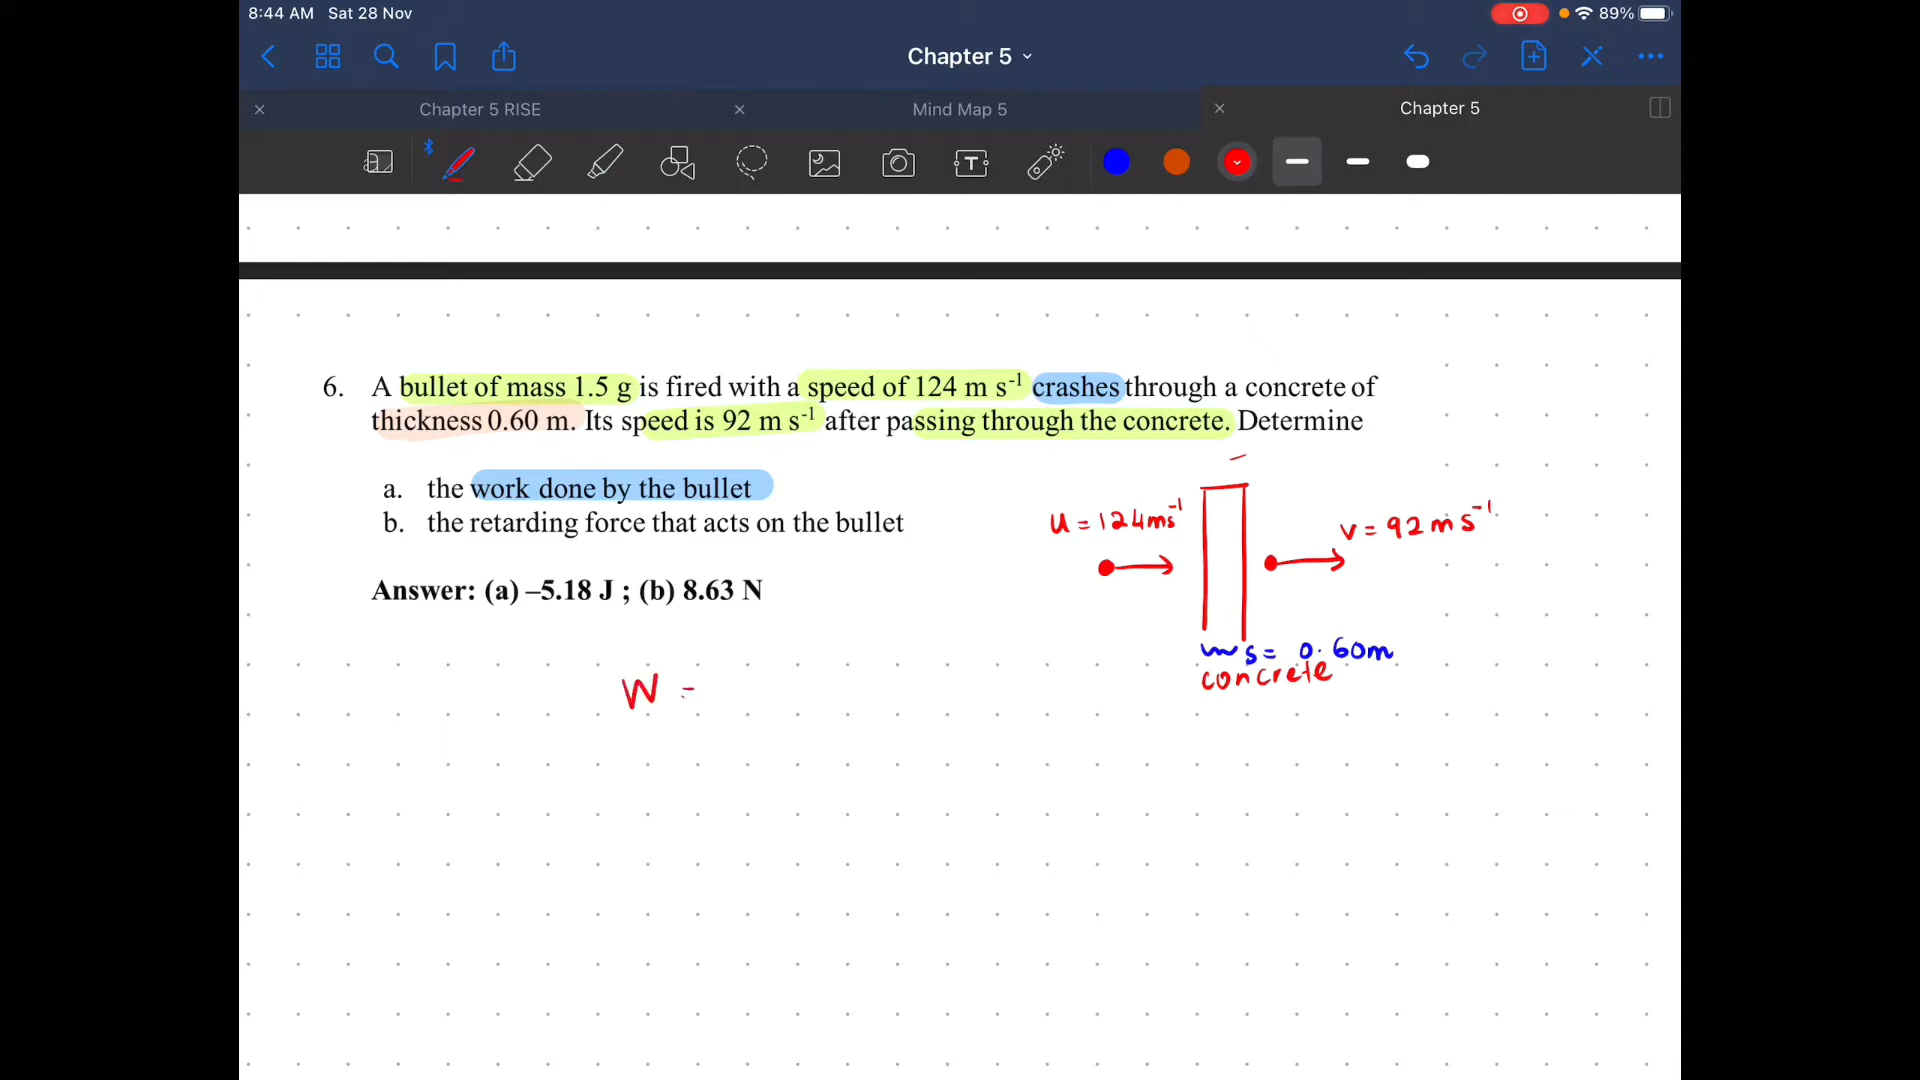 8:44 AM Sat 28 Nov
89%
Chapter 5
Chapter 5 RISE
Mind Map 5
Chapter 5
T
6. A bullet of mass 1.5 g is fired with a speed of 124 m s-1 crashes through a concrete of
thickness 0.60 m. Its speed is 92 m s-1 after passing through the concrete. Determine
a. the work done by the bullet
b. the retarding force that acts on the bullet
u = 124ms-1
v = 92 m s-1
Answer: (a) –5.18 J ; (b) 8.63 N
s = 0.60m
concrete
W =